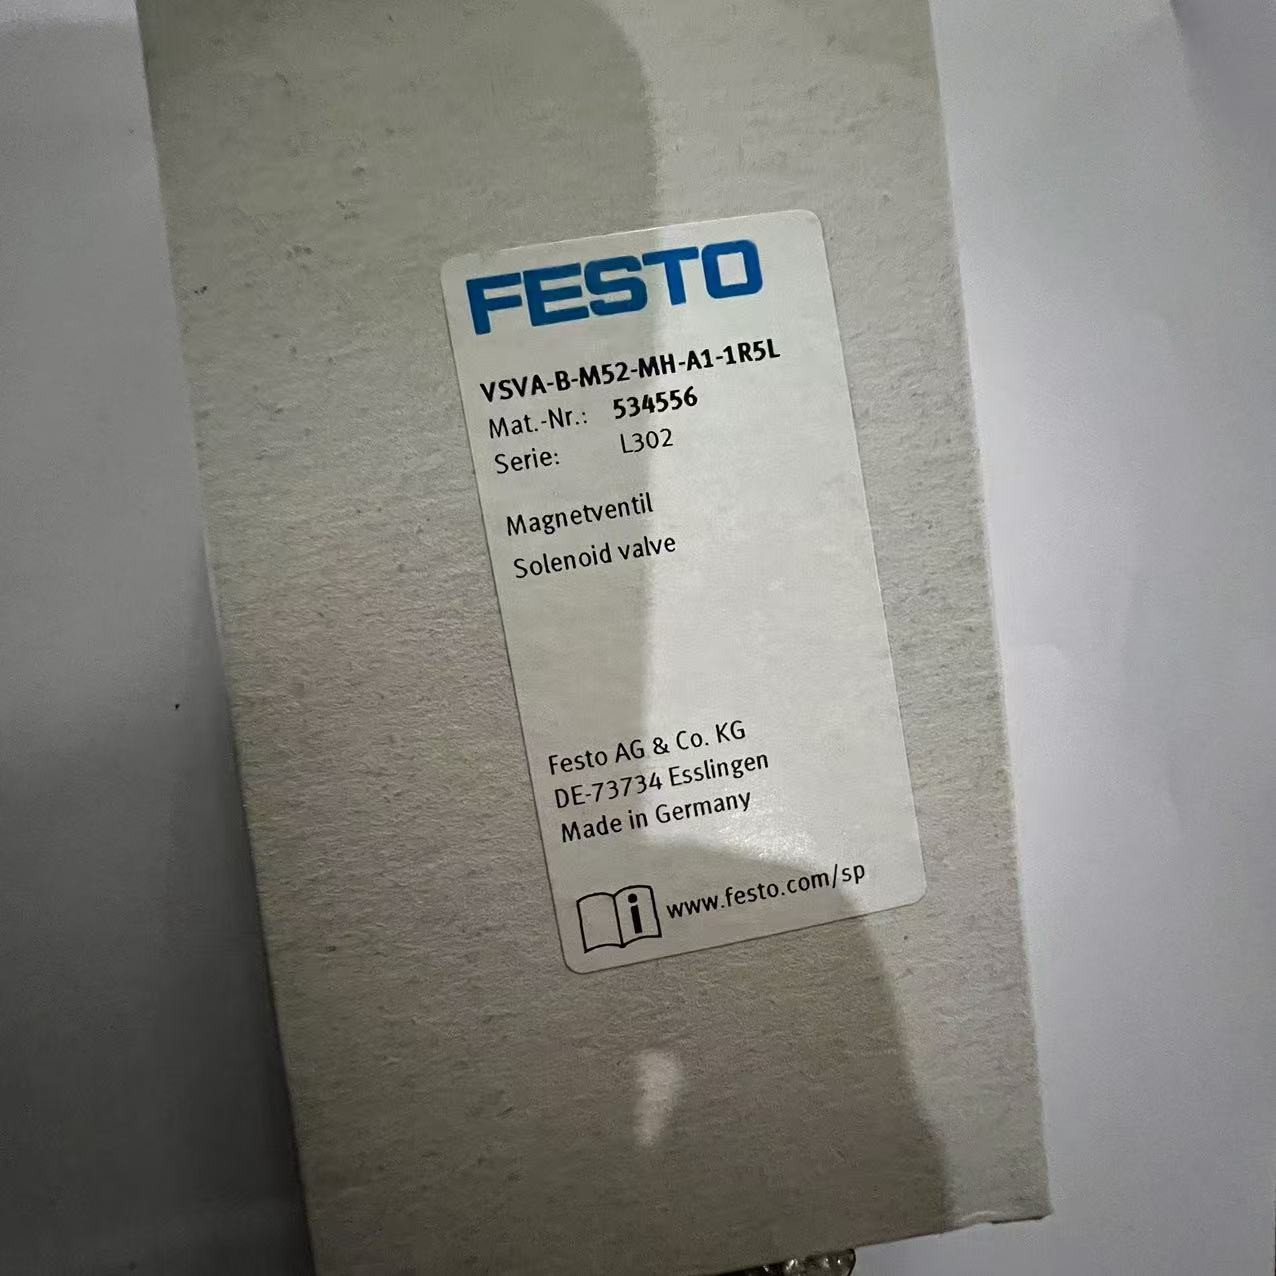 FESTO
VSVA-B-M52-MH-A1-1R5L
Mat.-Nr.: 534556
Serie: L302
Magnetventil
Solenoid valve
Festo AG & Co. KG
DE-73734 Esslingen
Made in Germany
i www.festo.com/sp